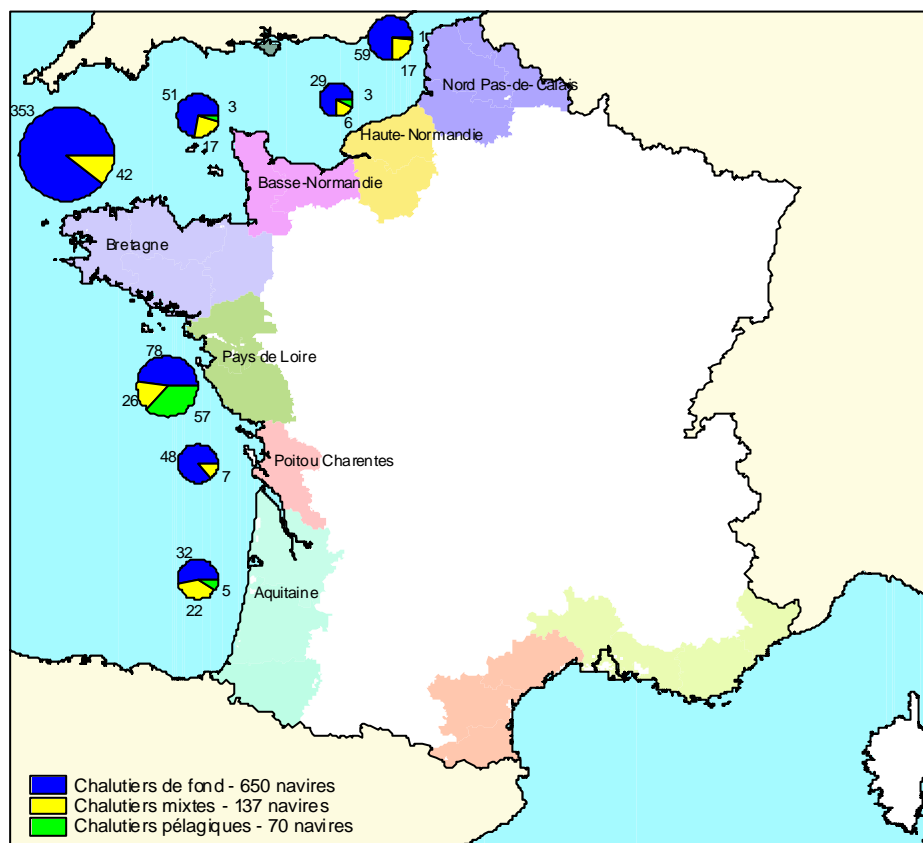 59
1
17
29
3
6
Nord Pas-de-Calais
51
3
17
Haute-Normandie
353
42
Basse-Normandie
Bretagne
78
26
57
Pays de Loire
48
7
Poitou Charentes
32
5
22
Aquitaine
Chalutiers de fond - 650 navires
Chalutiers mixtes - 137 navires
Chalutiers pélagiques - 70 navires